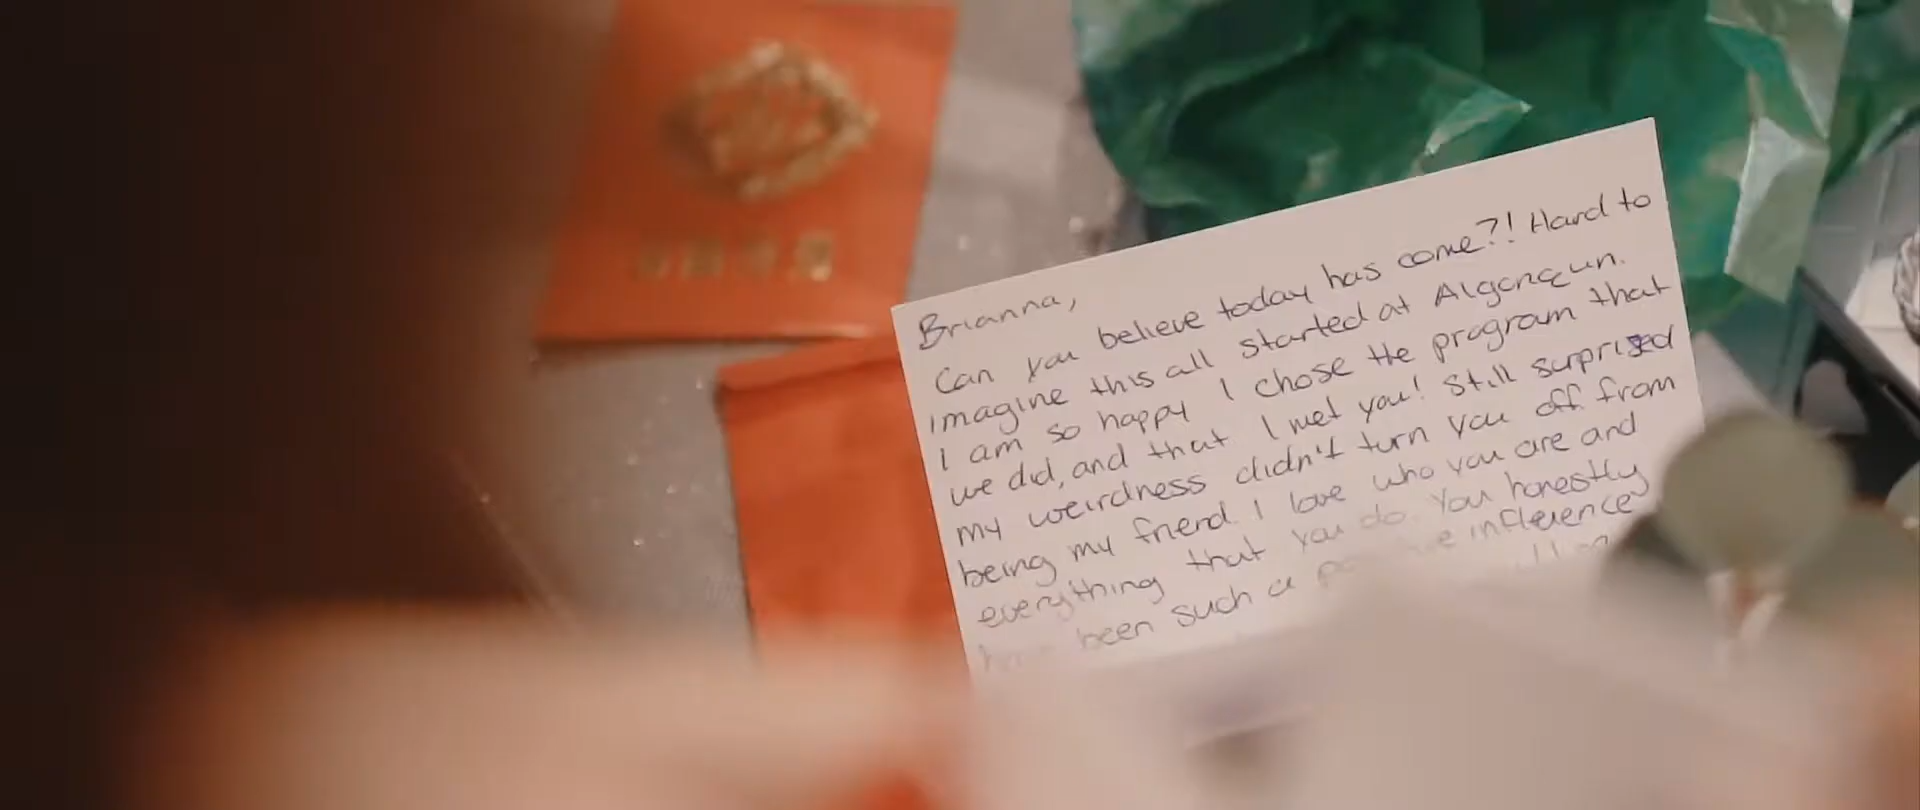 Brianna,
Can you believe today has come?! Hard to
imagine this all started at Algonquin.
I am so happy I chose the program that
we did, and that I met you! Still surprised
my weirdness didn't turn you off from
being my friend. I love who you are and
everything that you do. You honestly
been such a influence